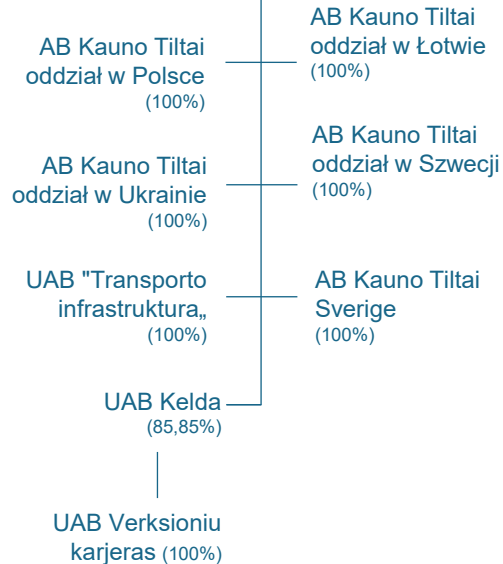 AB Kauno Tiltai
oddział w Polsce
(100%)
AB Kauno Tiltai
oddział w Łotwie
(100%)
AB Kauno Tiltai
oddział w Ukrainie
(100%)
AB Kauno Tiltai
oddział w Szwecji
(100%)
UAB "Transporto
infrastruktura„
(100%)
AB Kauno Tiltai
Sverige
(100%)
UAB Kelda
(85,85%)
UAB Verksioniu
karjeras (100%)